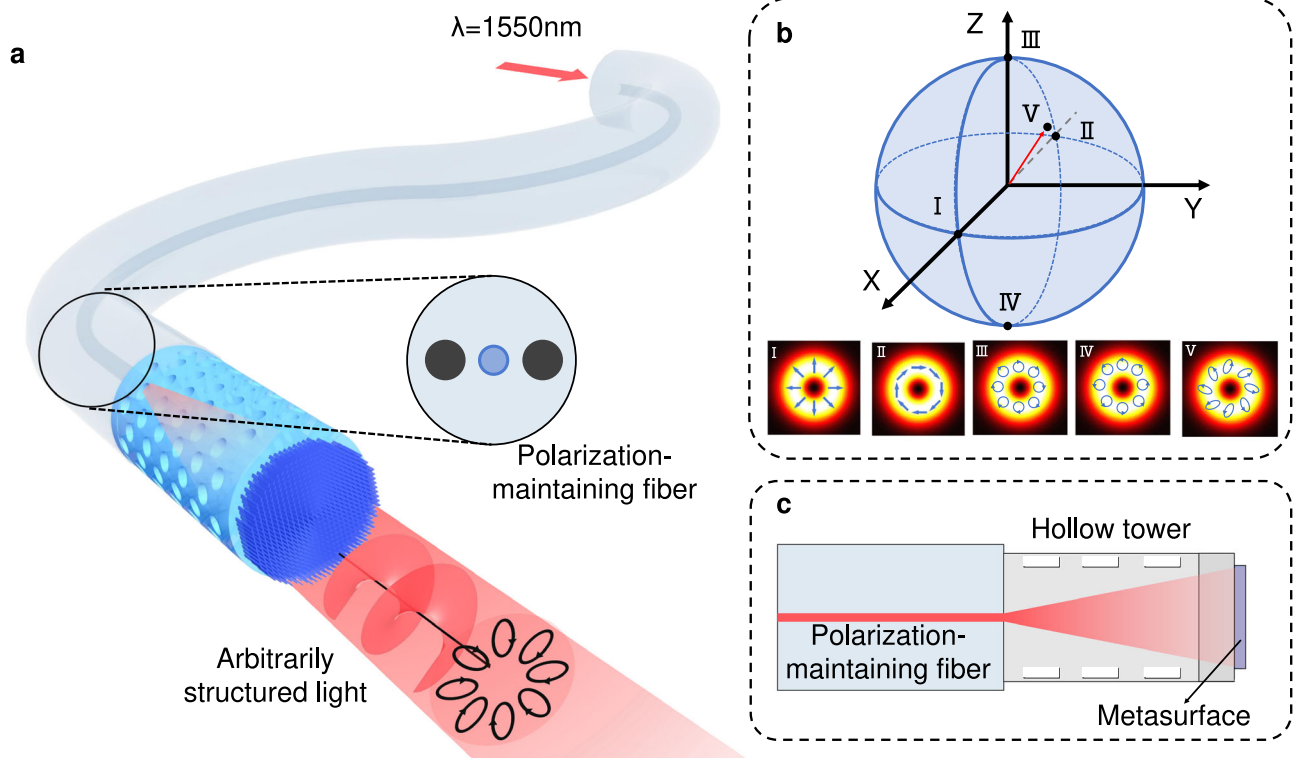 a
λ=1550nm
Polarization-
maintaining fiber
Arbitrarily
structured light
b
Z
Ⅲ
Ⅴ
Ⅱ
Ⅰ
Y
X
Ⅳ
Ⅰ
Ⅱ
Ⅲ
Ⅳ
Ⅴ
c
Hollow tower
Polarization-
maintaining fiber
Metasurface